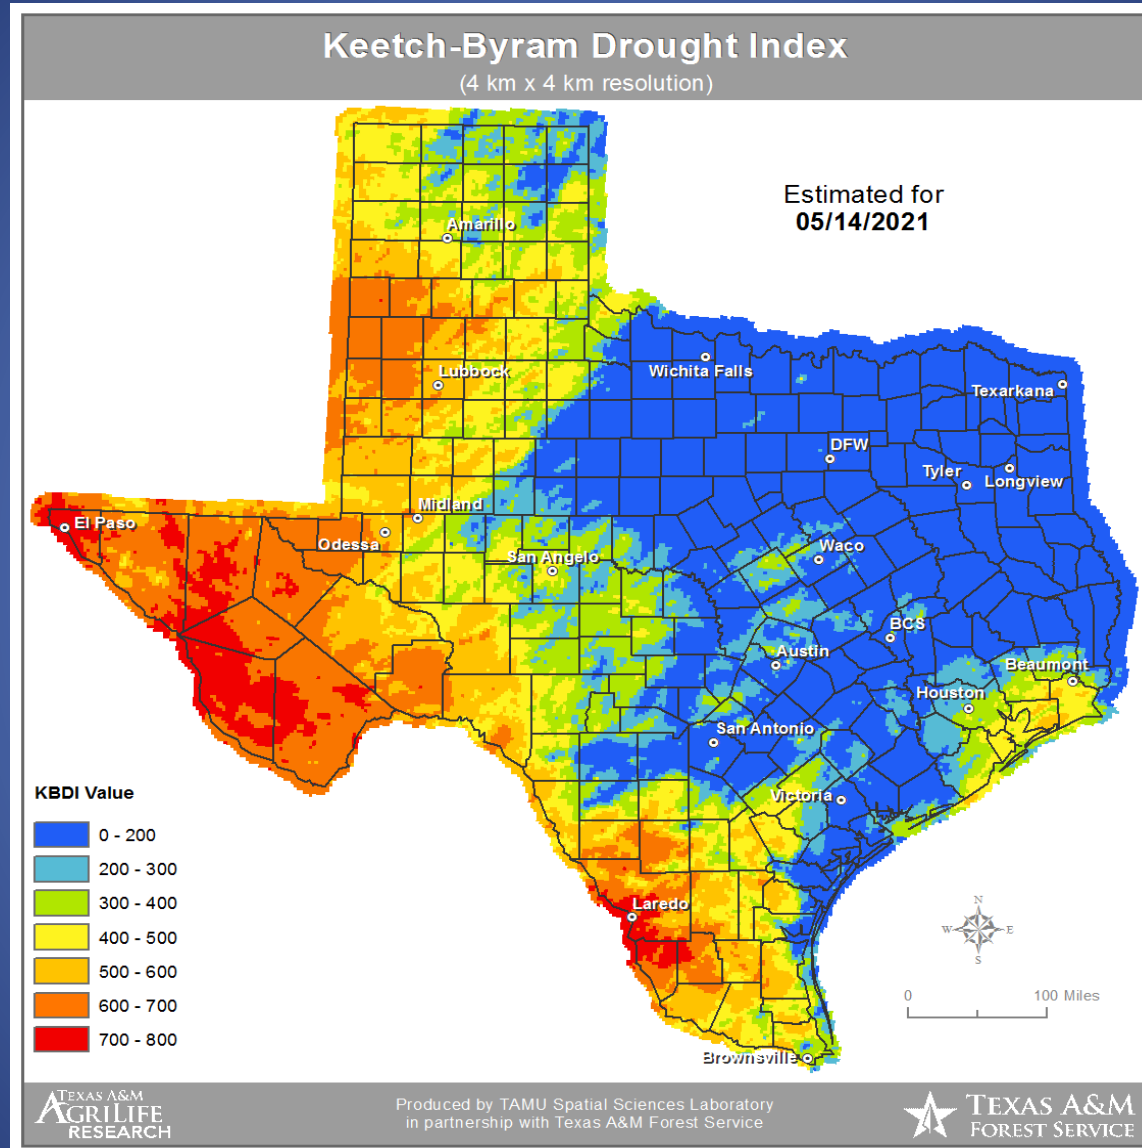 Keetch-Byram Drought Index
(4 km x 4 km resolution)
Estimated for
05/14/2021
Amarillo
Lubbock
Wichita Falls
Texarkana
DFW
Tyler
Longview
Midland
El Paso
Odessa
San Angelo
Waco
BCS
Austin
Beaumont
Houston
San Antonio
Victoria
Laredo
Brownsville
KBDI Value
0 - 200
200 - 300
300 - 400
400 - 500
500 - 600
600 - 700
700 - 800
N
W
E
S
0
100 Miles
TEXAS A&M
AGRILIFE
RESEARCH
Produced by TAMU Spatial Sciences Laboratory
in partnership with Texas A&M Forest Service
TEXAS A&M
FOREST SERVICE